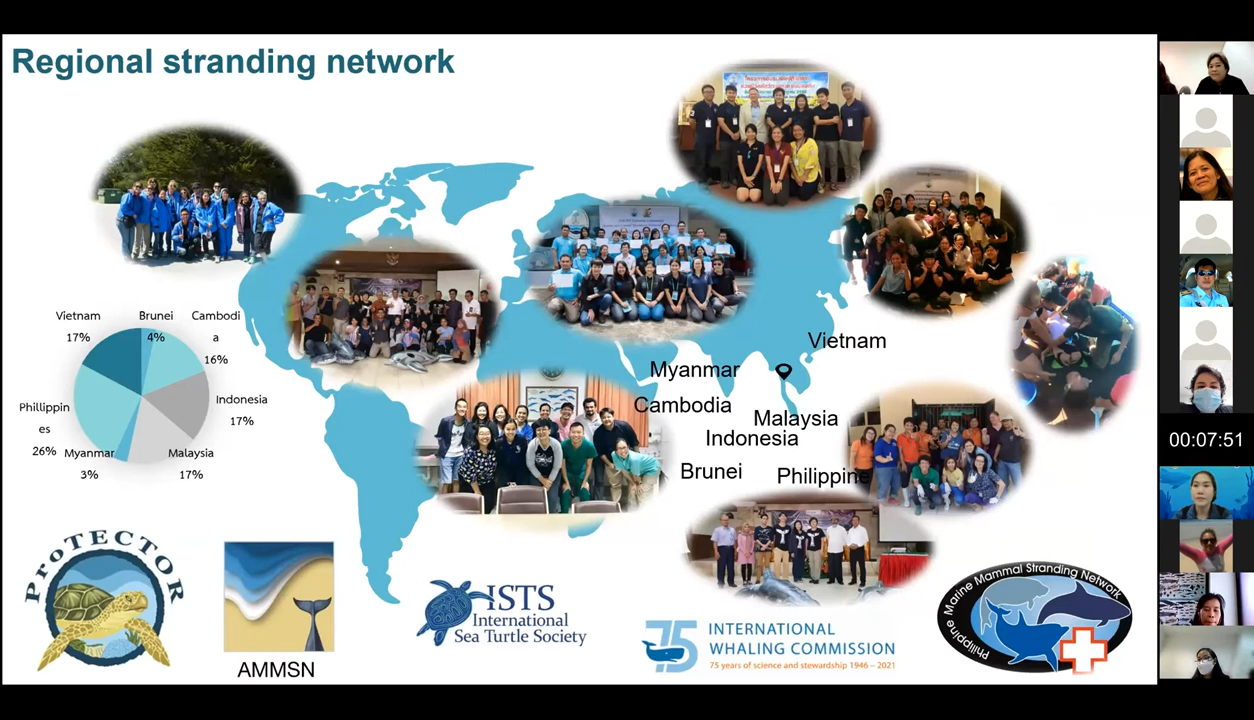 Regional stranding network
Vietnam
17%
Brunei
4%
Cambodi
a
16%
Indonesia
17%
Phillippin
es
26%
Myanmar
3%
Malaysia
17%
Vietnam
Myanmar
Cambodia
Malaysia
Indonesia
Brunei
Philippine
00:07:51
ProTECTOR
AMMSN
ISTS
International
Sea Turtle Society
75
INTERNATIONAL
WHALING COMMISSION
75 years of science and stewardship 1946 – 2021
Philippine Marine Mammal Stranding Network